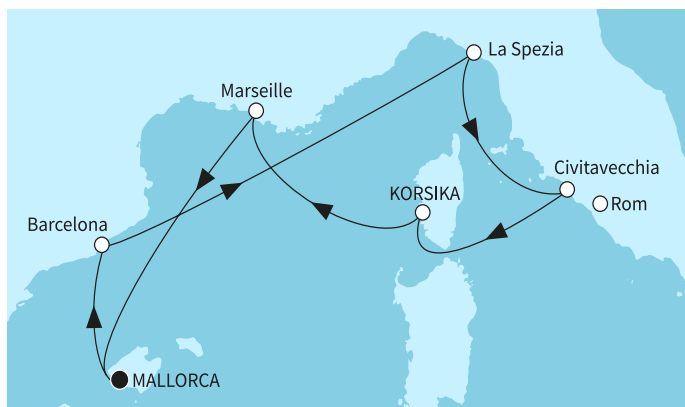 La Spezia
Marseille
Civitavecchia
KORSIKA
Rom
Barcelona
MALLORCA